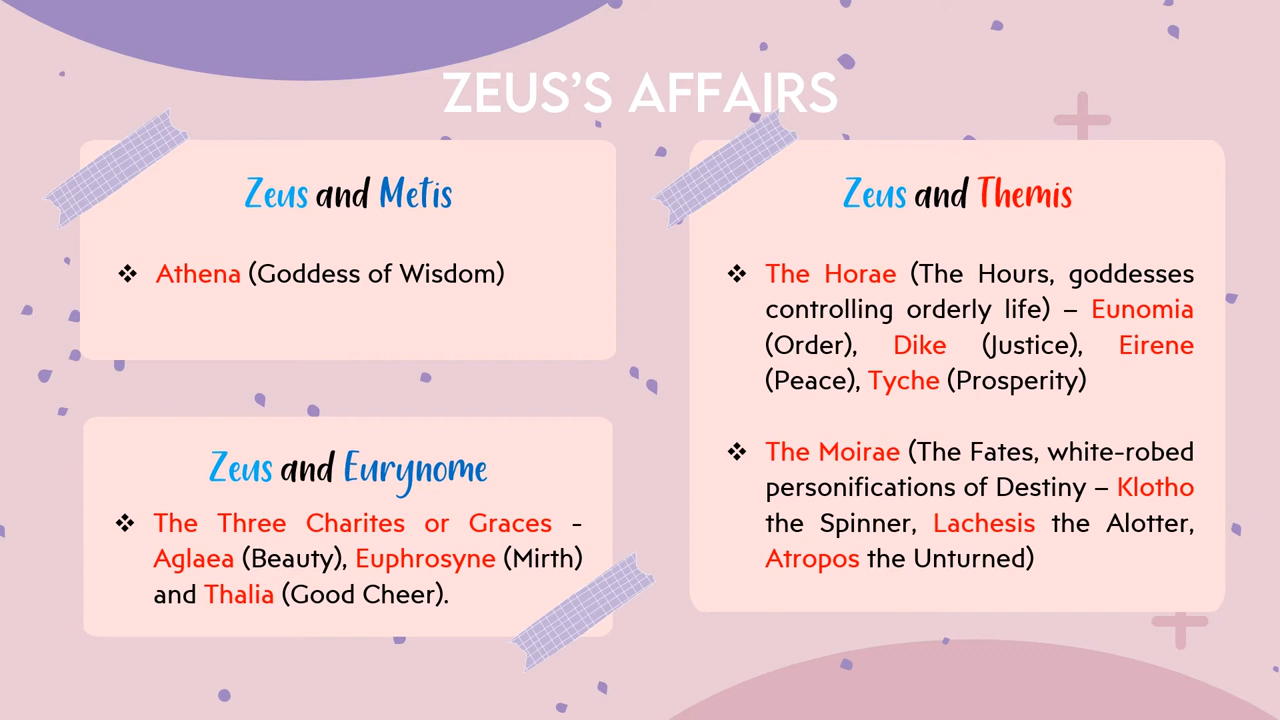 ZEUS’S AFFAIRS
Zeus and Metis
❖ Athena (Goddess of Wisdom)
Zeus and Eurynome
❖ The Three Charites or Graces -
Aglaea (Beauty), Euphrosyne (Mirth)
and Thalia (Good Cheer).
Zeus and Themis
❖ The Horae (The Hours, goddesses
controlling orderly life) – Eunomia
(Order), Dike (Justice), Eirene
(Peace), Tyche (Prosperity)
❖ The Moirae (The Fates, white-robed
personifications of Destiny – Klotho
the Spinner, Lachesis the Alotter,
Atropos the Unturned)